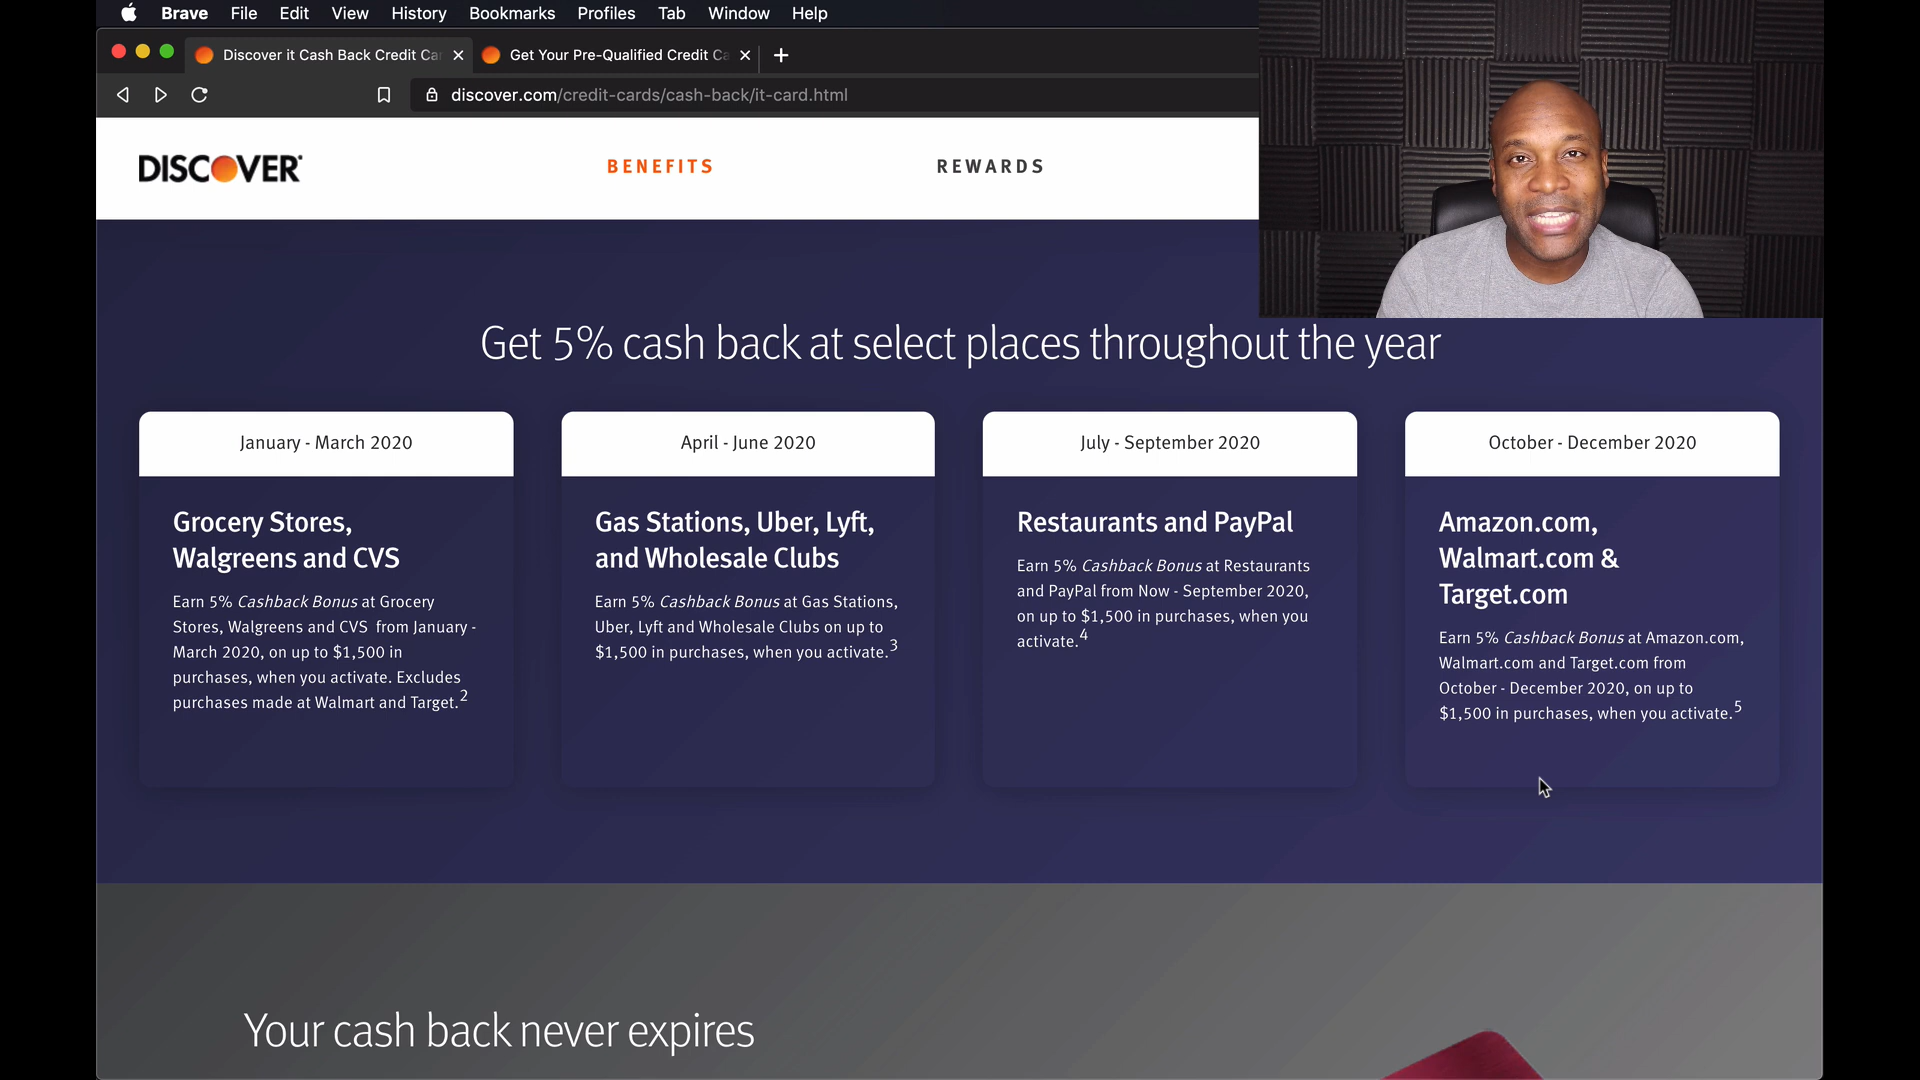 Brave File Edit View History Bookmarks Profiles Tab Window Help
Discover it Cash Back Credit Ca
Get Your Pre-Qualified Credit Ca
discover.com/credit-cards/cash-back/it-card.html
DISCOVER
BENEFITS
REWARDS
Get 5% cash back at select places throughout the year
January - March 2020
Grocery Stores,
Walgreens and CVS
Earn 5% Cashback Bonus at Grocery
Stores, Walgreens and CVS from January -
March 2020, on up to $1,500 in
purchases, when you activate. Excludes
purchases made at Walmart and Target.2
April - June 2020
Gas Stations, Uber, Lyft,
and Wholesale Clubs
Earn 5% Cashback Bonus at Gas Stations,
Uber, Lyft and Wholesale Clubs on up to
$1,500 in purchases, when you activate.3
July - September 2020
Restaurants and PayPal
Earn 5% Cashback Bonus at Restaurants
and PayPal from Now - September 2020,
on up to $1,500 in purchases, when you
activate.4
October - December 2020
Amazon.com,
Walmart.com &
Target.com
Earn 5% Cashback Bonus at Amazon.com,
Walmart.com and Target.com from
October - December 2020, on up to
$1,500 in purchases, when you activate.5
Your cash back never expires